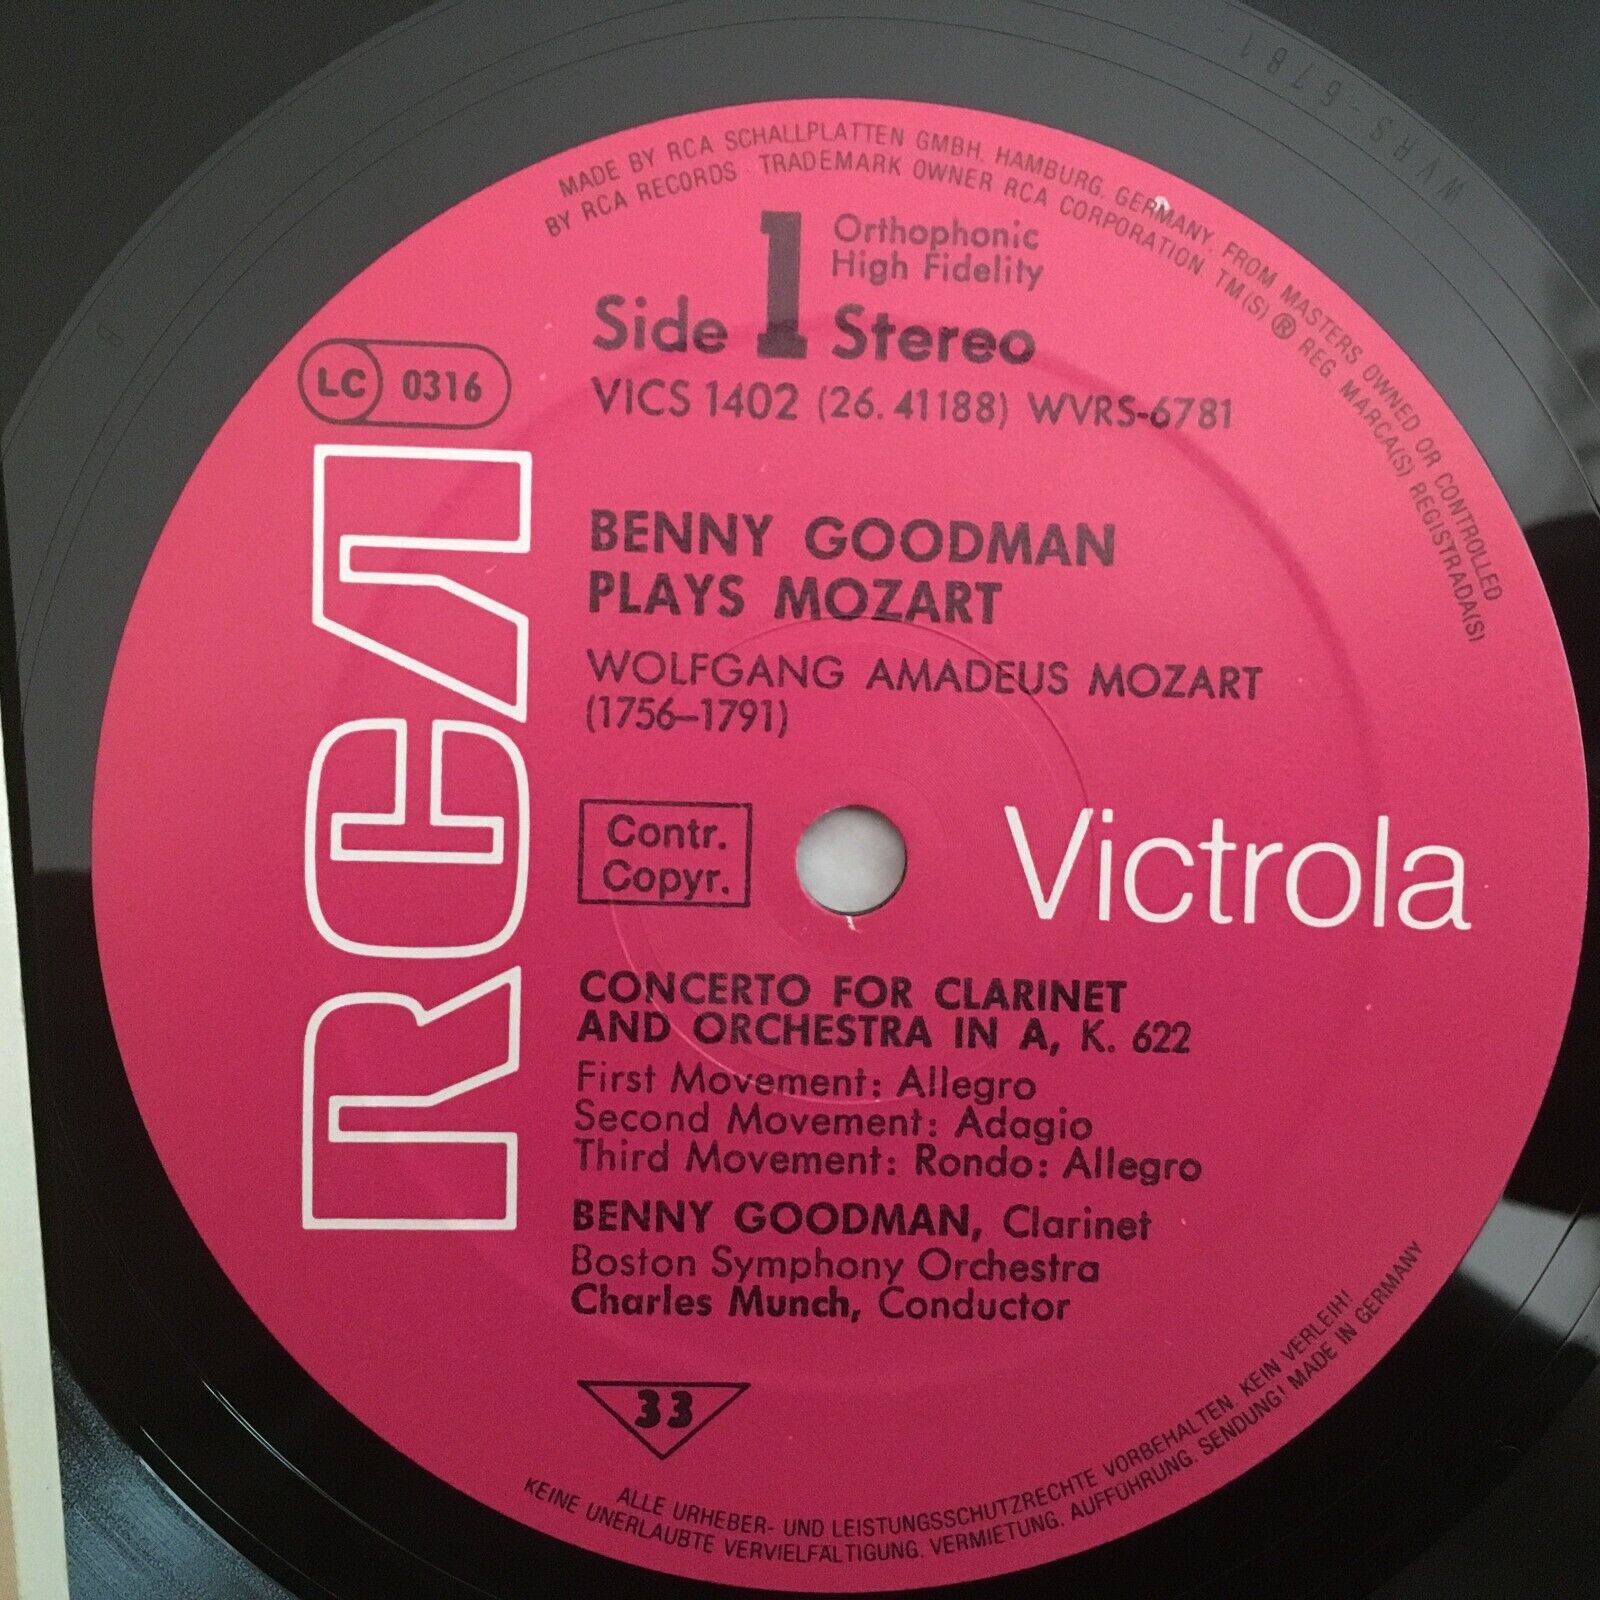 MADE BY RCA SCHALLPLATTEN GMBH, HAMBURG, GERMANY, FROM MASTERS OWNED OR CONTROLLED
BY RCA RECORDS · TRADEMARK OWNER RCA CORPORATION TM(S) ® REG. MARCA(S) REGISTRADA(S)
WVRS-6781
B
Orthophonic
High Fidelity
Side 1 Stereo
LC 0316
VICS 1402 (26.41188) WVRS-6781
RCA
BENNY GOODMAN
PLAYS MOZART
WOLFGANG AMADEUS MOZART
(1756–1791)
Contr.
Copyr.
Victrola
CONCERTO FOR CLARINET
AND ORCHESTRA IN A, K. 622
First Movement: Allegro
Second Movement: Adagio
Third Movement: Rondo: Allegro
BENNY GOODMAN, Clarinet
Boston Symphony Orchestra
Charles Munch, Conductor
33
ALLE URHEBER- UND LEISTUNGSSCHUTZRECHTE VORBEHALTEN. KEIN VERLEIH!
KEINE UNERLAUBTE VERVIELFÄLTIGUNG. VERMIETUNG. AUFFÜHRUNG. SENDUNG! MADE IN GERMANY